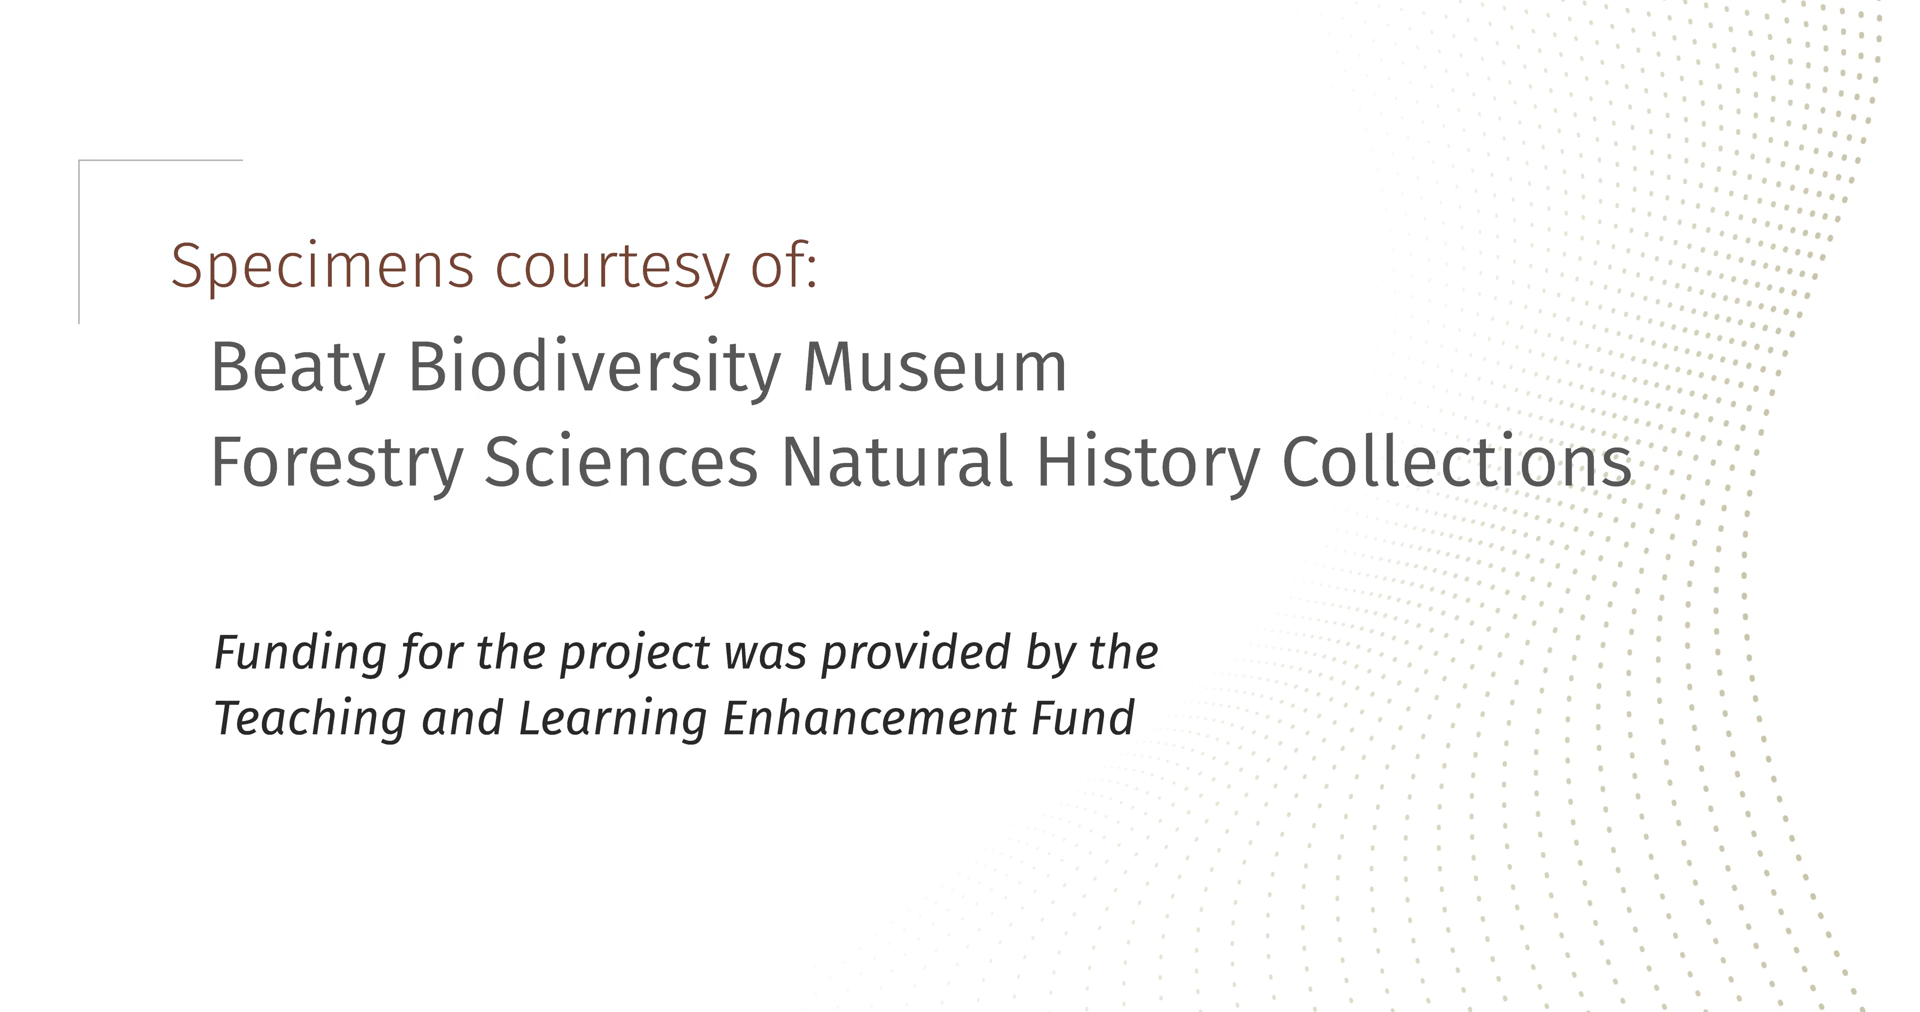 Specimens courtesy of:
Beaty Biodiversity Museum
Forestry Sciences Natural History Collections
Funding for the project was provided by the
Teaching and Learning Enhancement Fund